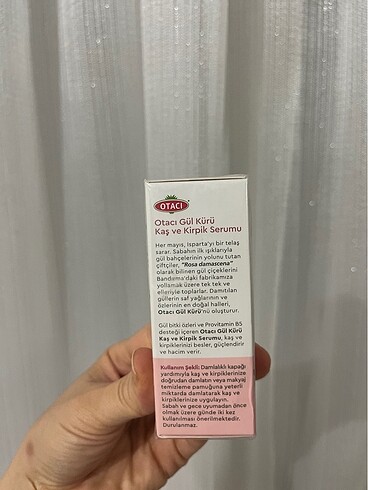 OTACI
Otacı Gül Kürü
Kaş ve Kirpik Serumu
Her mayıs, Isparta'yı bir telaş
sarar. Sabahın ilk ışıklarıyla
gül bahçelerinin yolunu tutan
çiftçiler, "Rosa damascena"
olarak bilinen gül çiçeklerini
Bandırma'daki fabrikamıza
yollamak üzere tek tek ve
elleriyle toplarlar. Damıtılan
güllerin saf yağlarının ve
özlerinin en doğal halleri,
Otacı Gül Kürü'nü oluşturur.
Gül bitki özleri ve Provitamin B5
desteği içeren Otacı Gül Kürü
Kaş ve Kirpik Serumu, kaş ve
kirpiklerinizi besler, güçlendirir
ve hacim verir.
Kullanım Şekli: Damlalıklı kapağı
yardımıyla kaş ve kirpiklerinize
doğrudan damlatın veya makyaj
temizleme pamuğuna yeterli
miktarda damlatarak kaş ve
kirpiklerinize uygulayın.
Sabah ve gece uyumadan önce
olmak üzere günde iki kez
kullanılması önerilmektedir.
Durulanmaz.